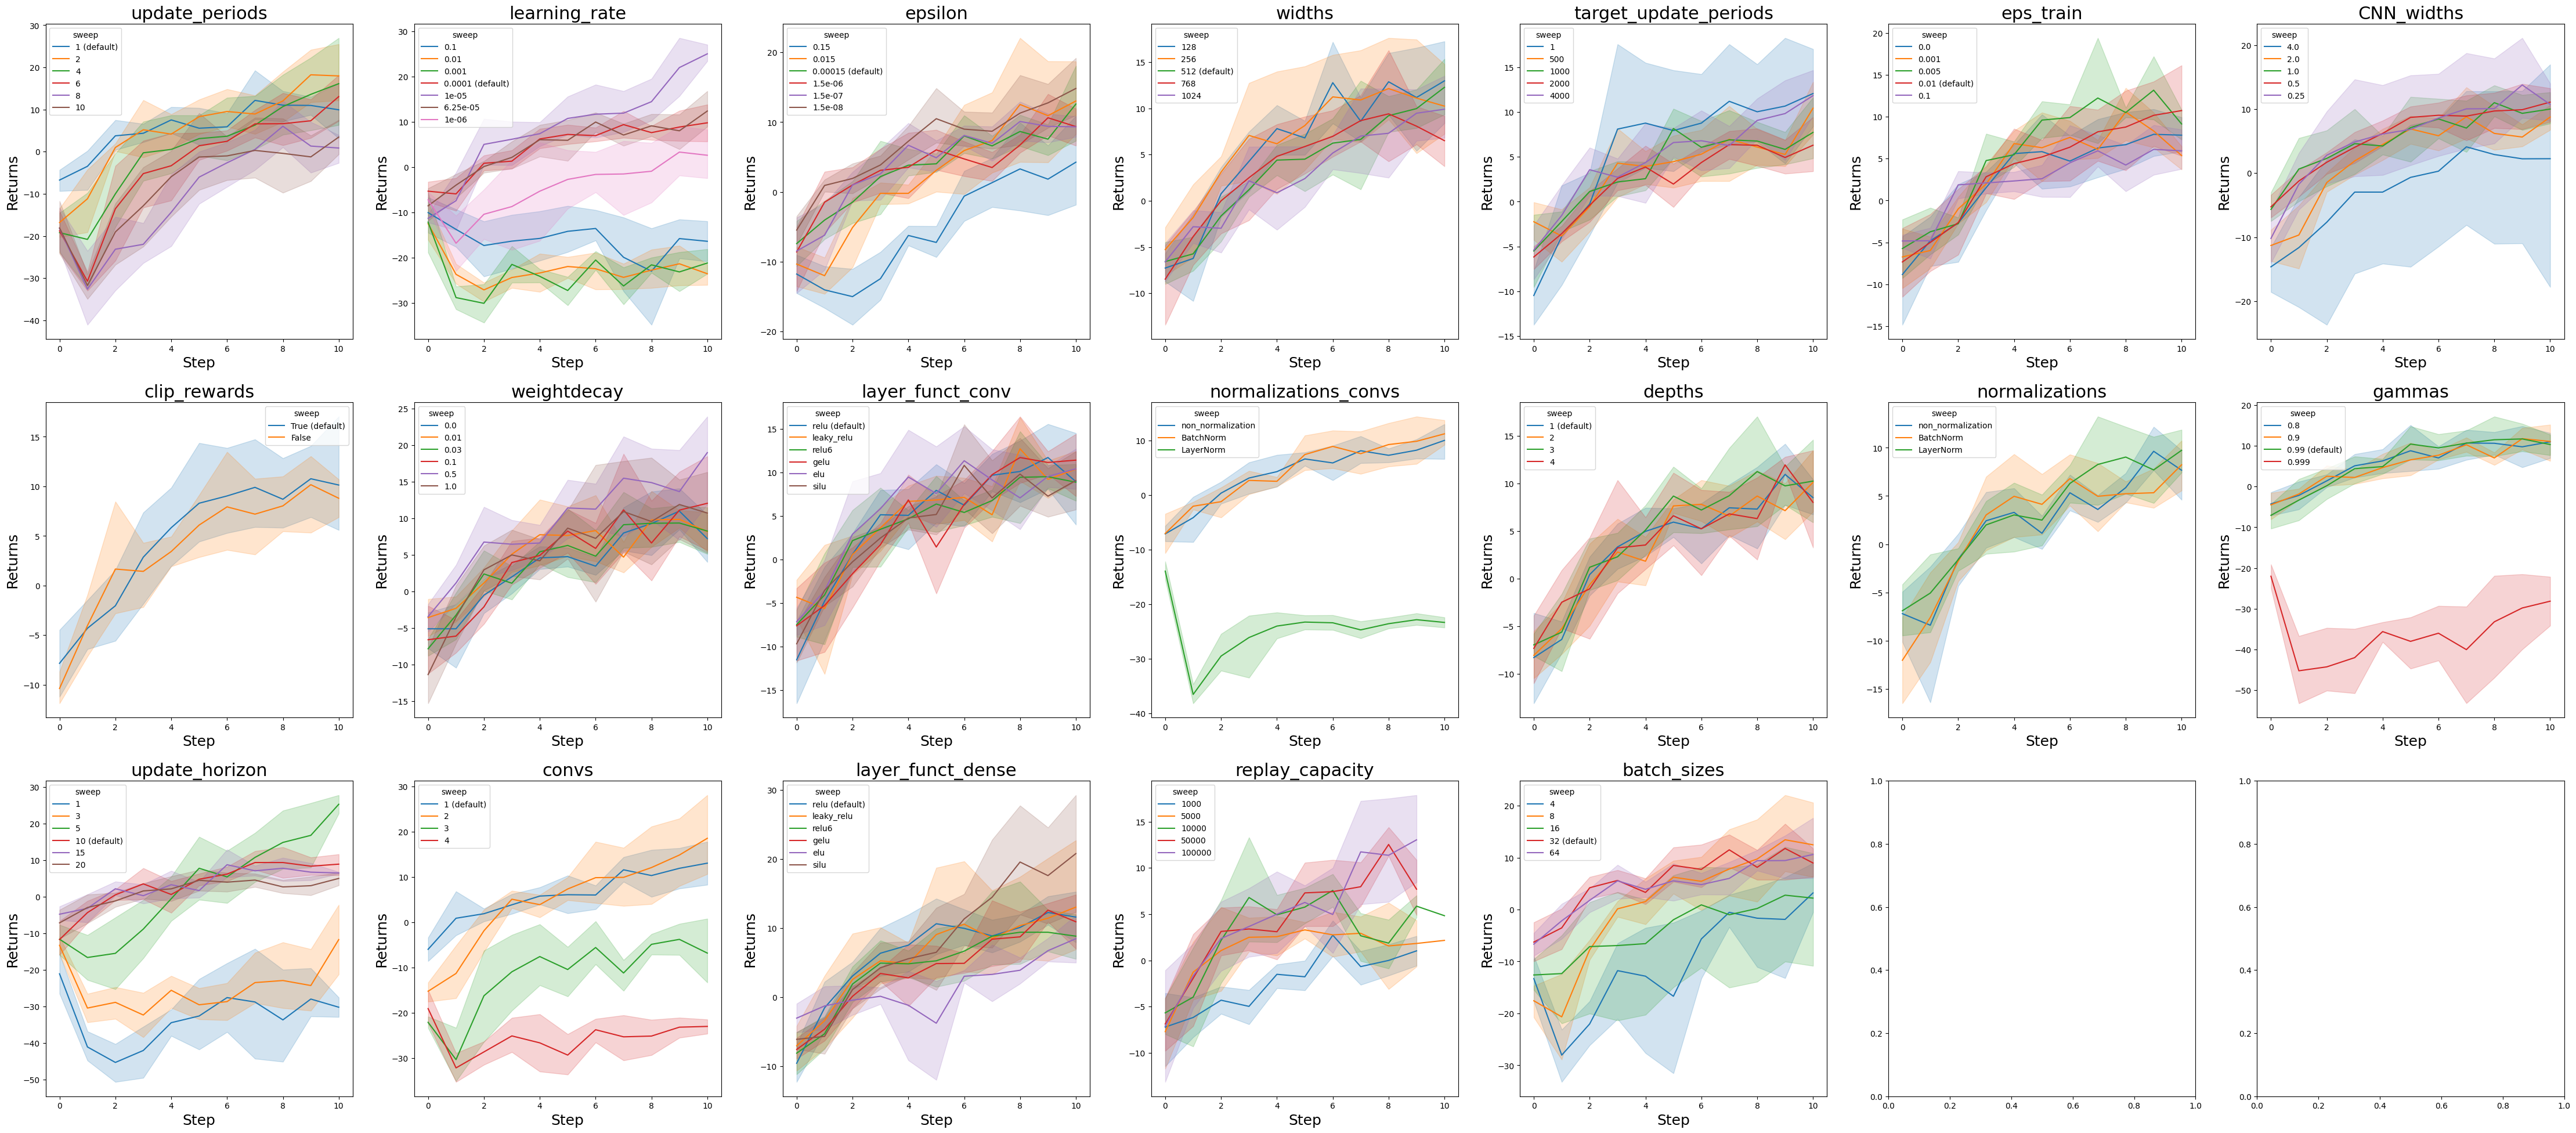 update_periods
learning_rate
epsilon
widths
target_update_periods
eps_train
CNN_widths
sweep
1 (default)
2
4
6
8
10
Returns
Step
sweep
0.1
0.01
0.001
0.0001 (default)
1e-05
6.25e-05
1e-06
Returns
Step
sweep
0.15
0.015
0.00015 (default)
1.5e-06
1.5e-07
1.5e-08
Returns
Step
sweep
128
256
512 (default)
768
1024
Returns
Step
sweep
1
500
1000
2000
4000
Returns
Step
sweep
0.0
0.001
0.005
0.01 (default)
0.1
Returns
Step
sweep
4.0
2.0
1.0
0.5
0.25
Returns
Step
clip_rewards
weightdecay
layer_funct_conv
normalizations_convs
depths
normalizations
gammas
sweep
True (default)
False
Returns
Step
sweep
0.0
0.01
0.03
0.1
0.5
1.0
Returns
Step
sweep
relu (default)
leaky_relu
relu6
gelu
elu
silu
Returns
Step
sweep
non_normalization
BatchNorm
LayerNorm
Returns
Step
sweep
1 (default)
2
3
4
Returns
Step
sweep
non_normalization
BatchNorm
LayerNorm
Returns
Step
sweep
0.8
0.9
0.99 (default)
0.999
Returns
Step
update_horizon
convs
layer_funct_dense
replay_capacity
batch_sizes
sweep
1
3
5
10 (default)
15
20
Returns
Step
sweep
1 (default)
2
3
4
Returns
Step
sweep
relu (default)
leaky_relu
relu6
gelu
elu
silu
Returns
Step
sweep
1000
5000
10000
50000
100000
Returns
Step
sweep
4
8
16
32 (default)
64
Returns
Step